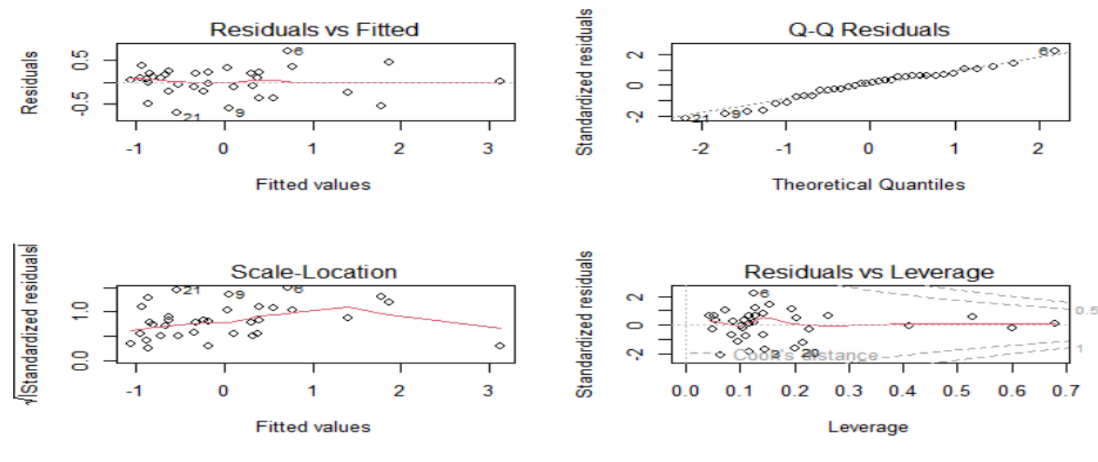 Residuals vs Fitted
Residuals
0.5
-0.5
6
21
9
-1 0 1 2 3
Fitted values
Q-Q Residuals
Standardized residuals
2
0
-2
6
21
9
-2 -1 0 1 2
Theoretical Quantiles
Scale-Location
√|Standardized residuals|
1.0
0.0
21
9
6
-1 0 1 2 3
Fitted values
Residuals vs Leverage
Standardized residuals
2
0
-2
6
20
Cook's distance
0.5
1
0.0 0.1 0.2 0.3 0.4 0.5 0.6 0.7
Leverage